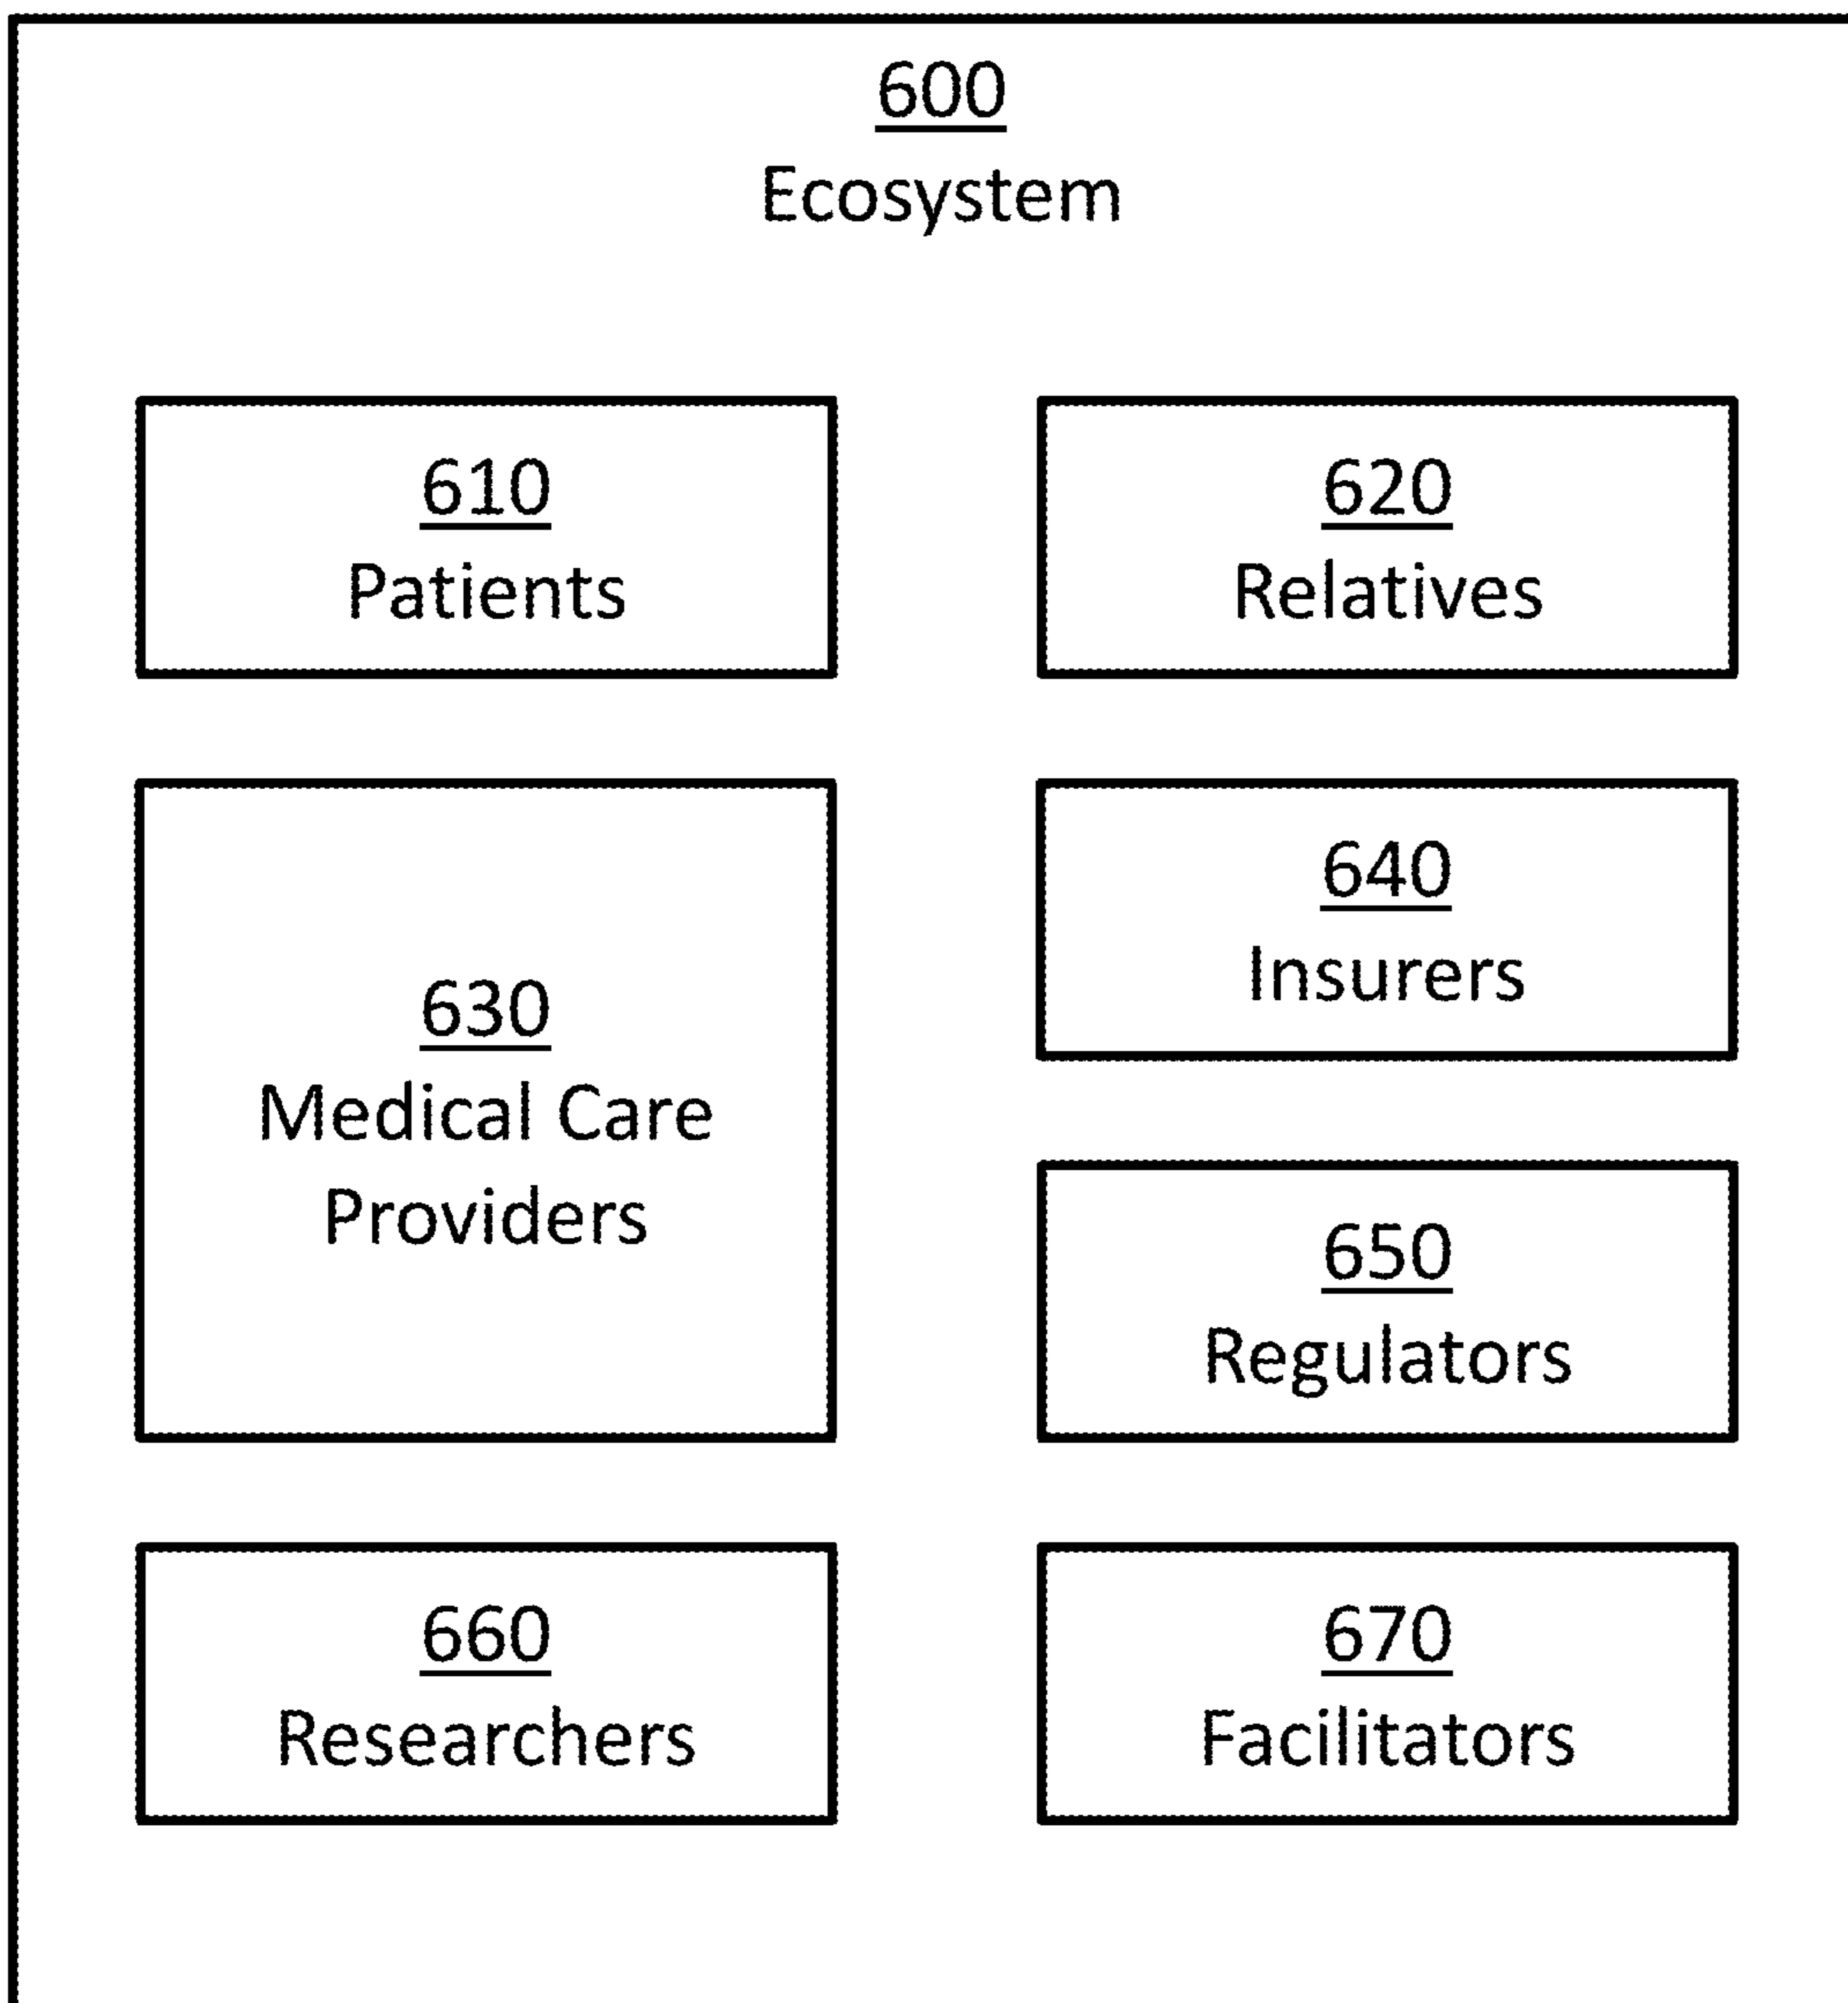 600
Ecosystem
610
Patients
620
Relatives
630
Medical Care
Providers
640
Insurers
650
Regulators
660
Researchers
670
Facilitators